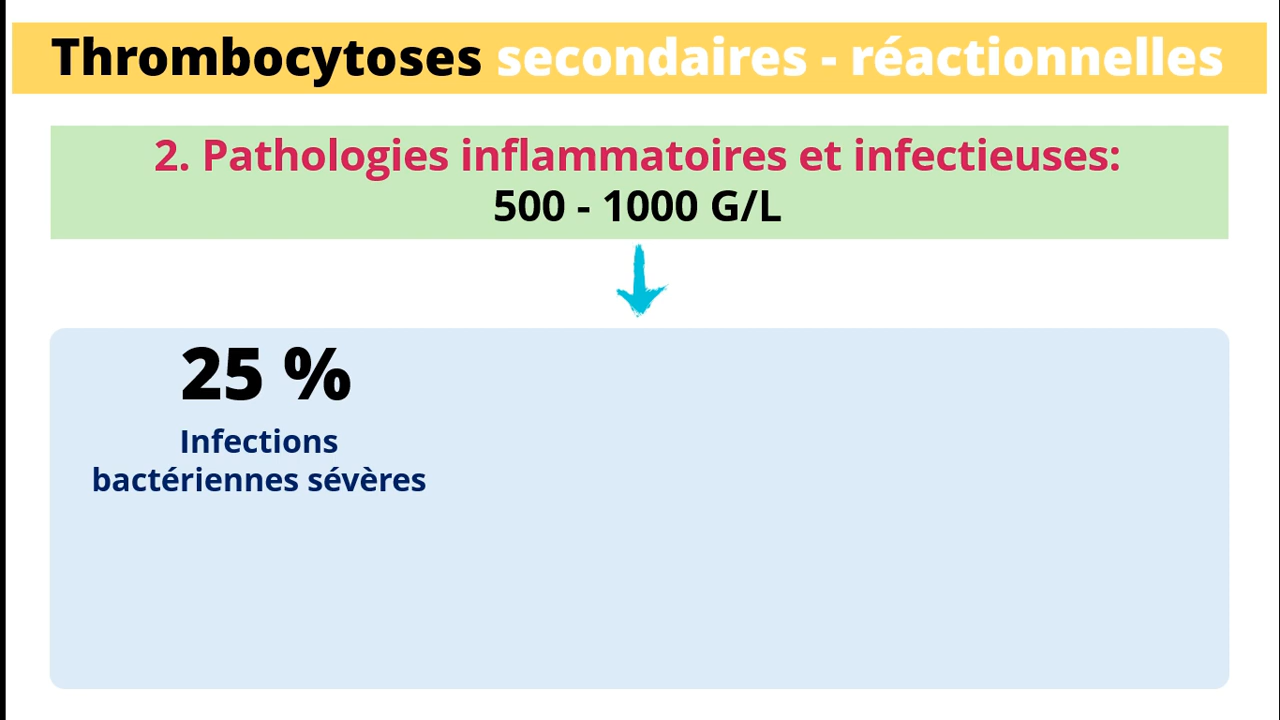 Thrombocytoses secondaires - réactionnelles
2. Pathologies inflammatoires et infectieuses:
500 - 1000 G/L
25 %
Infections
bactériennes sévères